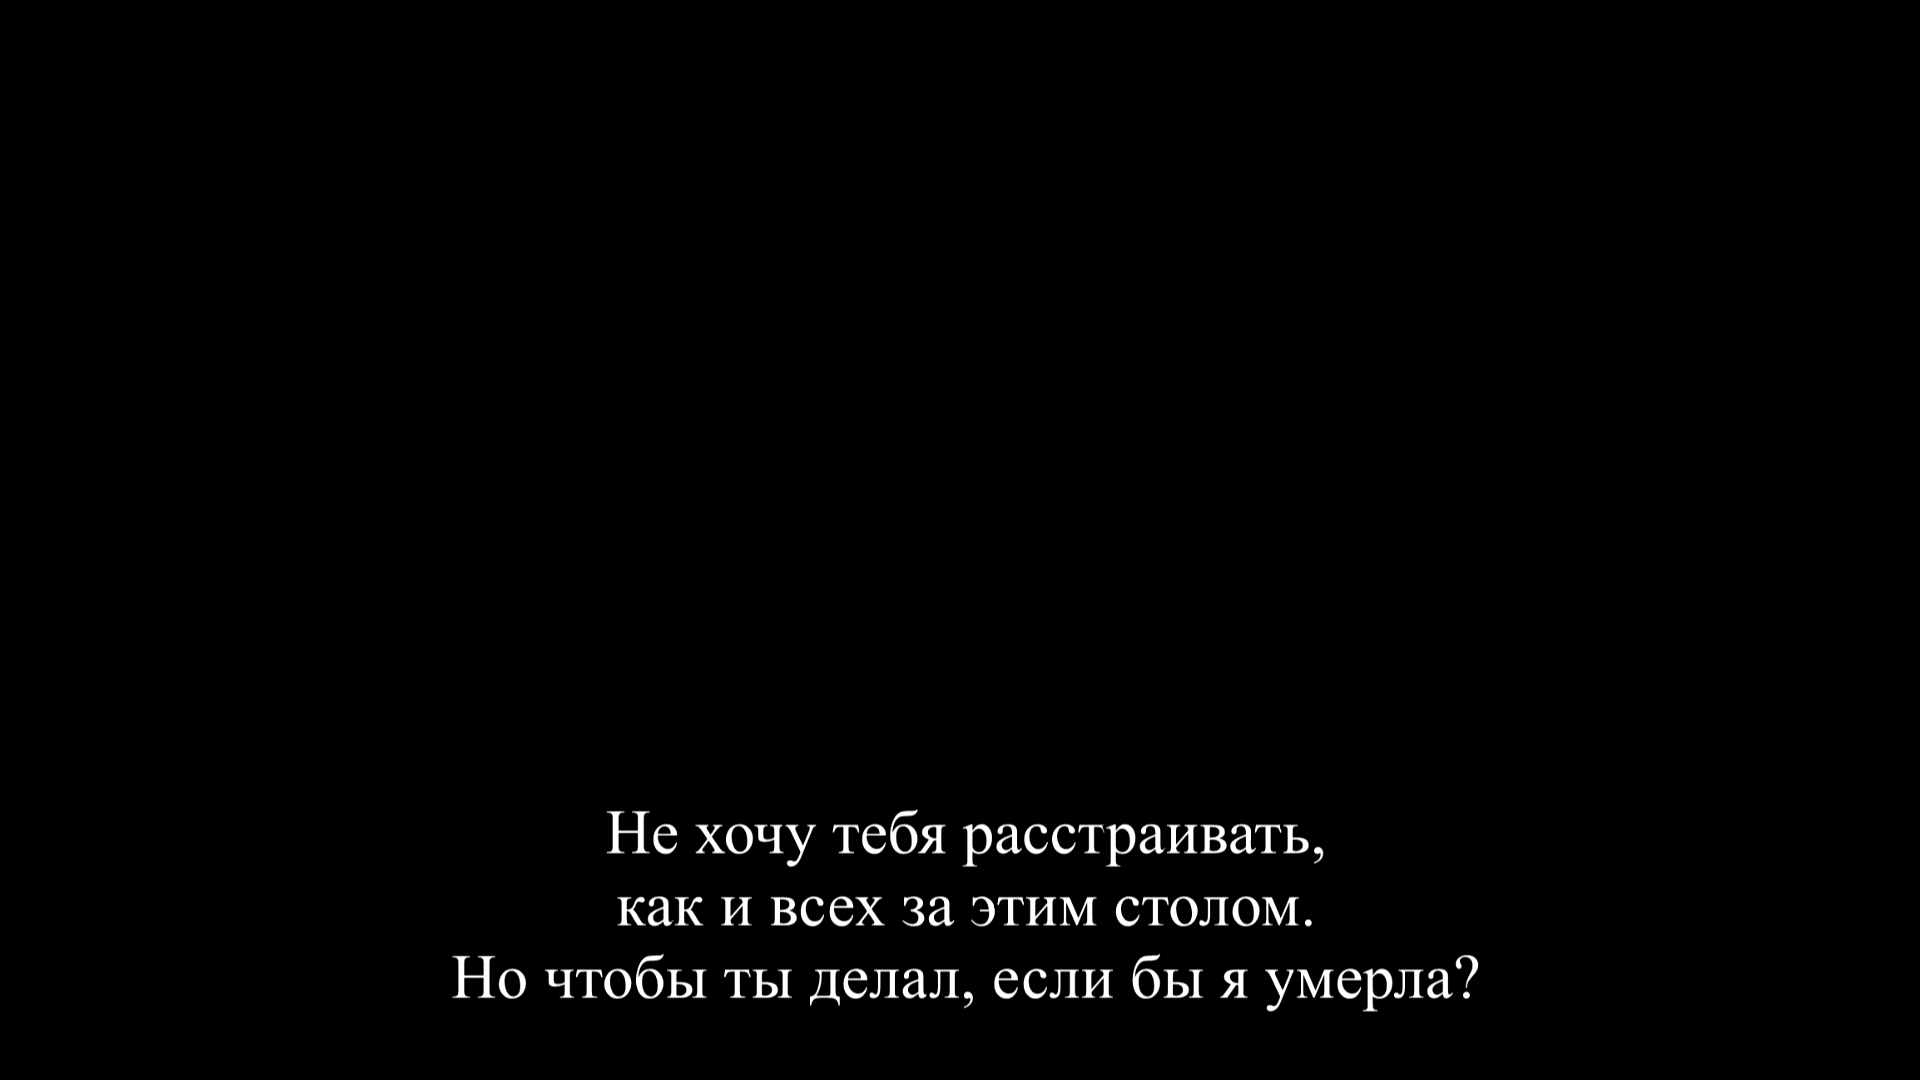 Не хочу тебя расстраивать,
как и всех за этим столом.
Но чтобы ты делал, если бы я умерла?